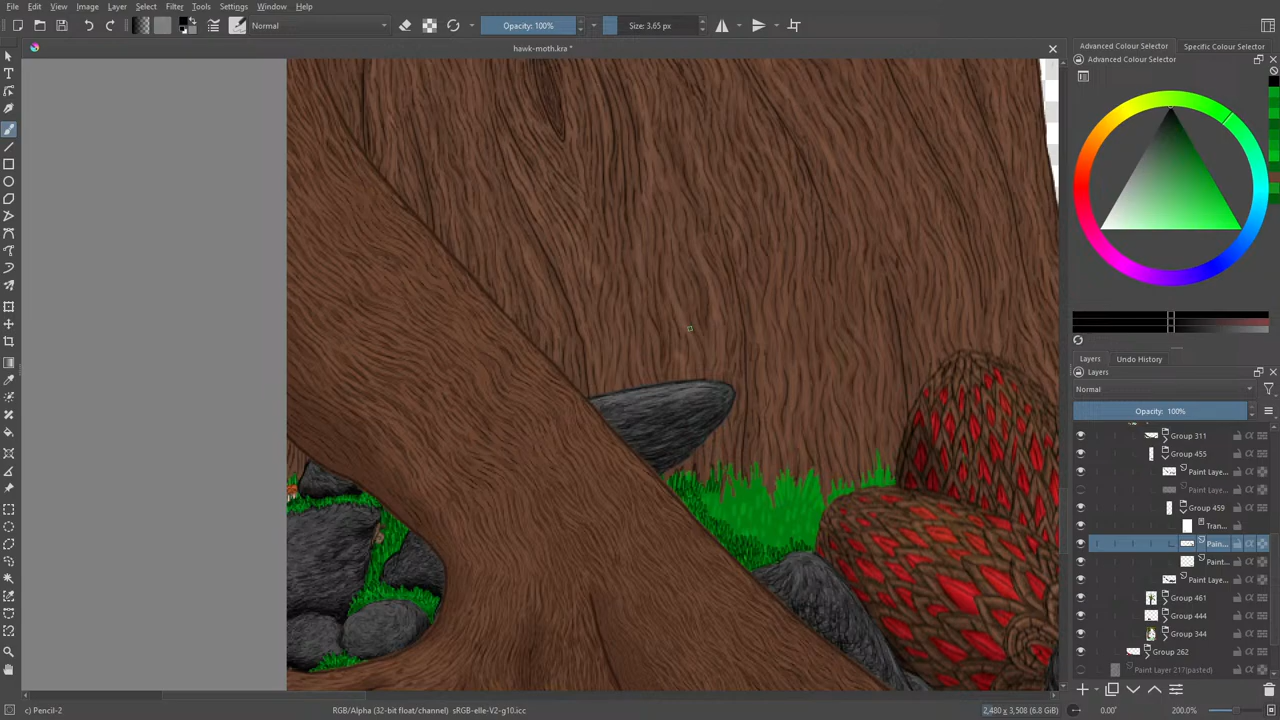 File Edit View Image Layer Select Filter Tools Settings Window Help
Normal Opacity: 100% Size: 3.65 px
hawk-moth.kra *
Advanced Colour Selector Specific Colour Selector
Advanced Colour Selector
Layers Undo History
Layers
Normal
Opacity: 100%
Group 311
Group 455
Paint Laye...
Paint Laye...
Group 459
Tran...
Pain...
Paint...
Paint Laye...
Group 461
Group 444
Group 344
Group 262
Paint Layer 217(pasted)
c) Pencil-2 RGB/Alpha (32-bit float/channel) sRGB-elle-V2-g10.icc 2,480 x 3,508 (6.8 GiB) 0.00° 200.0%